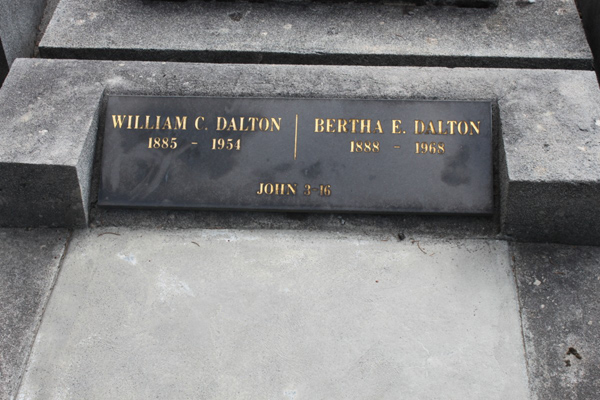 WILLIAM C. DALTON
1885 - 1954
BERTHA E. DALTON
1888 - 1968
JOHN 3-16